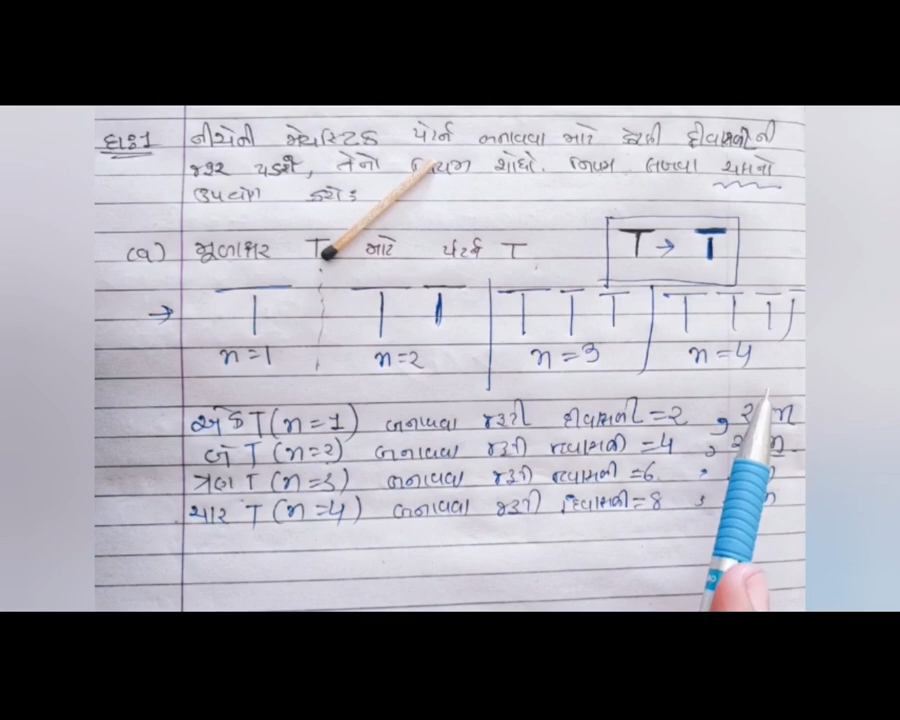 દાખલો 1 નીચેની મેચસ્ટિક પેટર્ન બનાવવા માટે કેટલી દીવાસળીની
જરૂર પડશે, તેનો નિયમ શોધો. નિયમ લખવા ચલનો
ઉપયોગ કરો :
(a) મૂળાક્ષર T માટે પેટર્ન T
T → T
→ T T T T T T T T T T
n=1 n=2 n=3 n=4
એક T (n=1) બનાવવા જરૂરી દીવાસળી =2 , 2 n
બે T (n=2) બનાવવા જરૂરી દિવાસળી =4 , 2 n
ત્રણ T (n=3) બનાવવા જરૂરી દિવાસળી =6 ,
ચાર T (n=4) બનાવવા જરૂરી દિવાસળી=8 ,